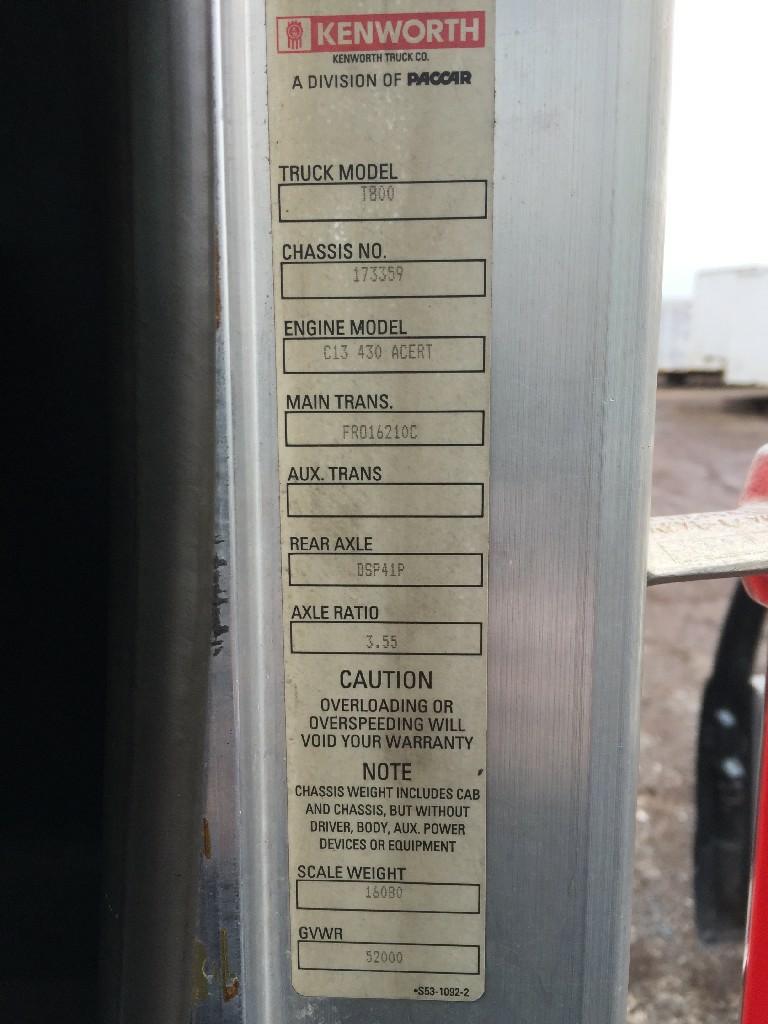 KENWORTH
KENWORTH TRUCK CO.
A DIVISION OF PACCAR
TRUCK MODEL
T800
CHASSIS NO.
173359
ENGINE MODEL
C13 430 ACERT
MAIN TRANS.
FRO16210C
AUX. TRANS
REAR AXLE
DSP41P
AXLE RATIO
3.55
CAUTION
OVERLOADING OR
OVERSPEEDING WILL
VOID YOUR WARRANTY
NOTE
CHASSIS WEIGHT INCLUDES CAB
AND CHASSIS, BUT WITHOUT
DRIVER, BODY, AUX. POWER
DEVICES OR EQUIPMENT
SCALE WEIGHT
16080
GVWR
52000
•S53-1092-2